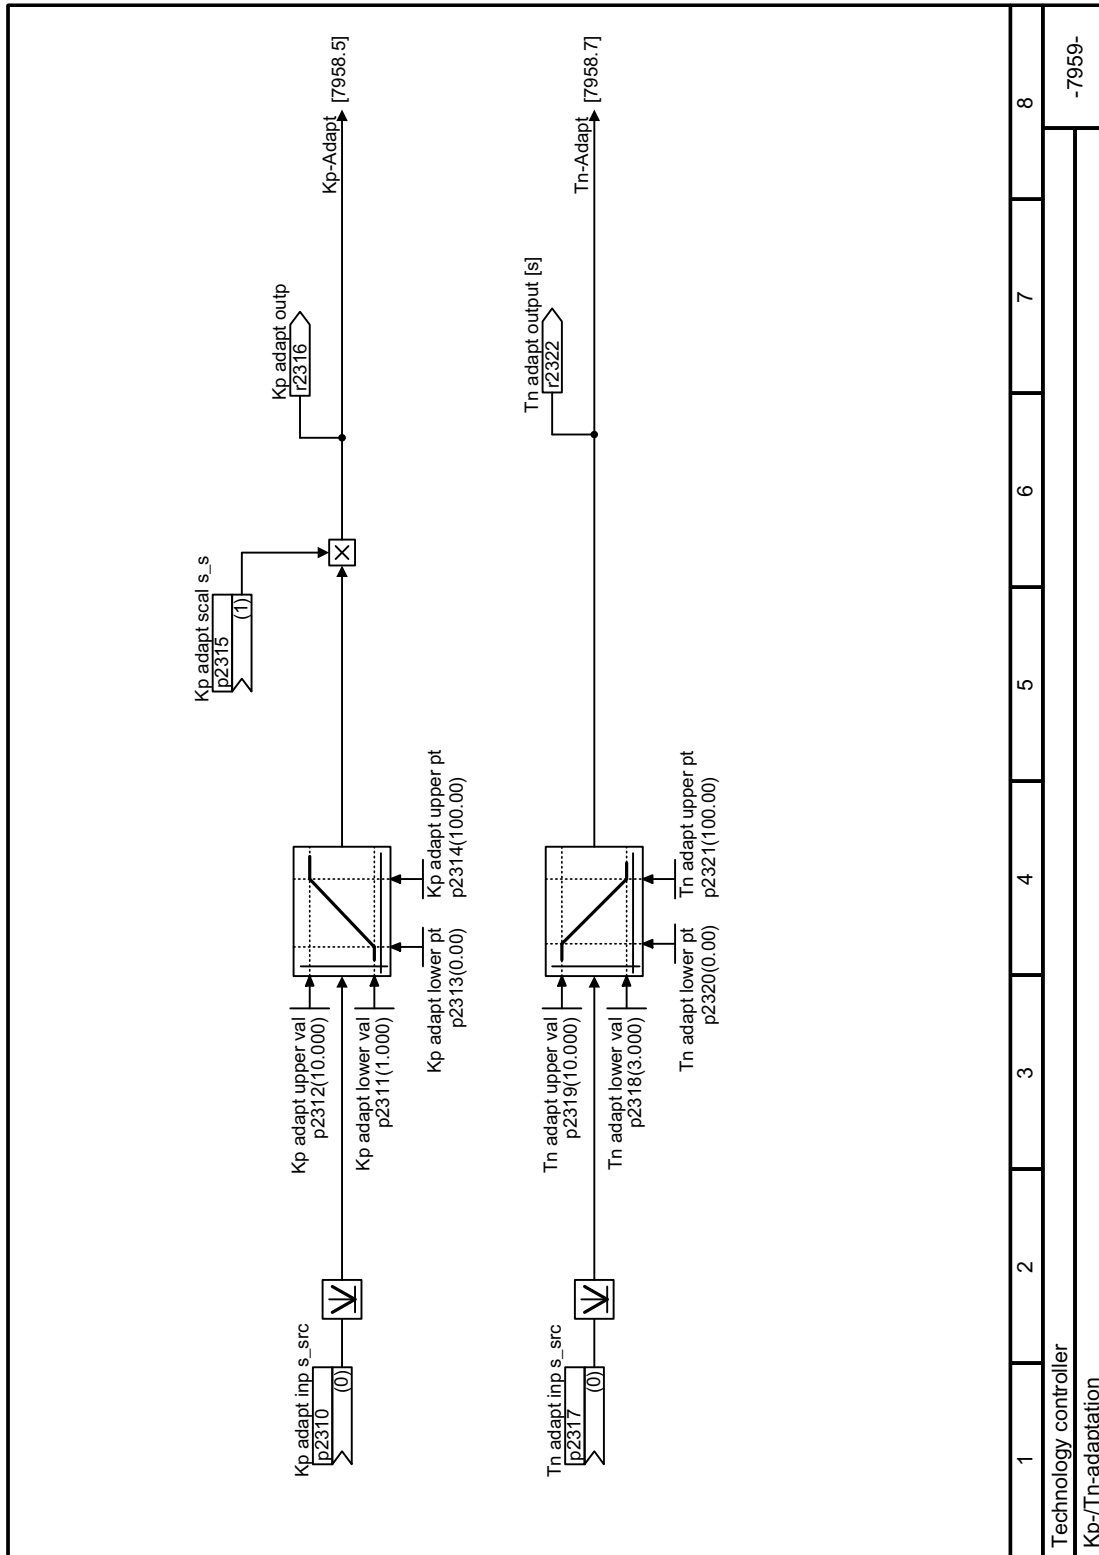 Kp adapt inp s_src
p2310
(0)
Kp adapt upper val
p2312(10.000)
Kp adapt lower val
p2311(1.000)
Kp adapt lower pt
p2313(0.00)
Kp adapt upper pt
p2314(100.00)
Kp adapt scal s_s
p2315
(1)
X
Kp adapt outp
r2316
Kp-Adapt
[7958.5]
Tn adapt inp s_src
p2317
(0)
Tn adapt upper val
p2319(10.000)
Tn adapt lower val
p2318(3.000)
Tn adapt lower pt
p2320(0.00)
Tn adapt upper pt
p2321(100.00)
Tn adapt output [s]
r2322
Tn-Adapt
[7958.7]
1 2 3 4 5 6 7 8
Technology controller
-7959-
Kp-/Tn-adaptation